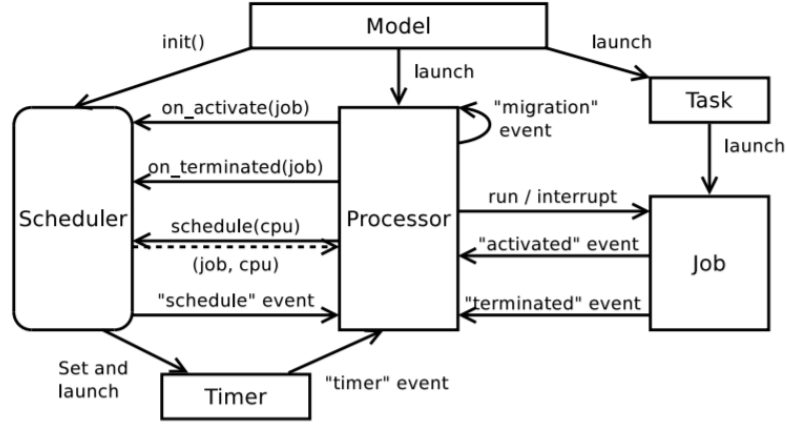 Model
init()
launch
launch
Task
on_activate(job)
"migration"
event
launch
on_terminated(job)
Scheduler
Processor
run / interrupt
schedule(cpu)
"activated" event
(job, cpu)
Job
"schedule" event
"terminated" event
Set and
launch
Timer
"timer" event